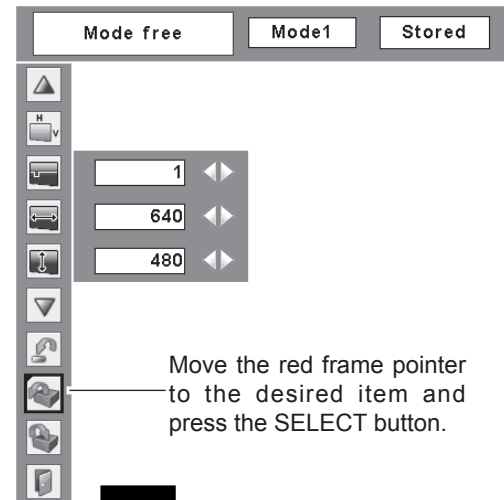 Mode free Mode1 Stored
H
V
1
640
480
Move the red frame pointer
to the desired item and
press the SELECT button.